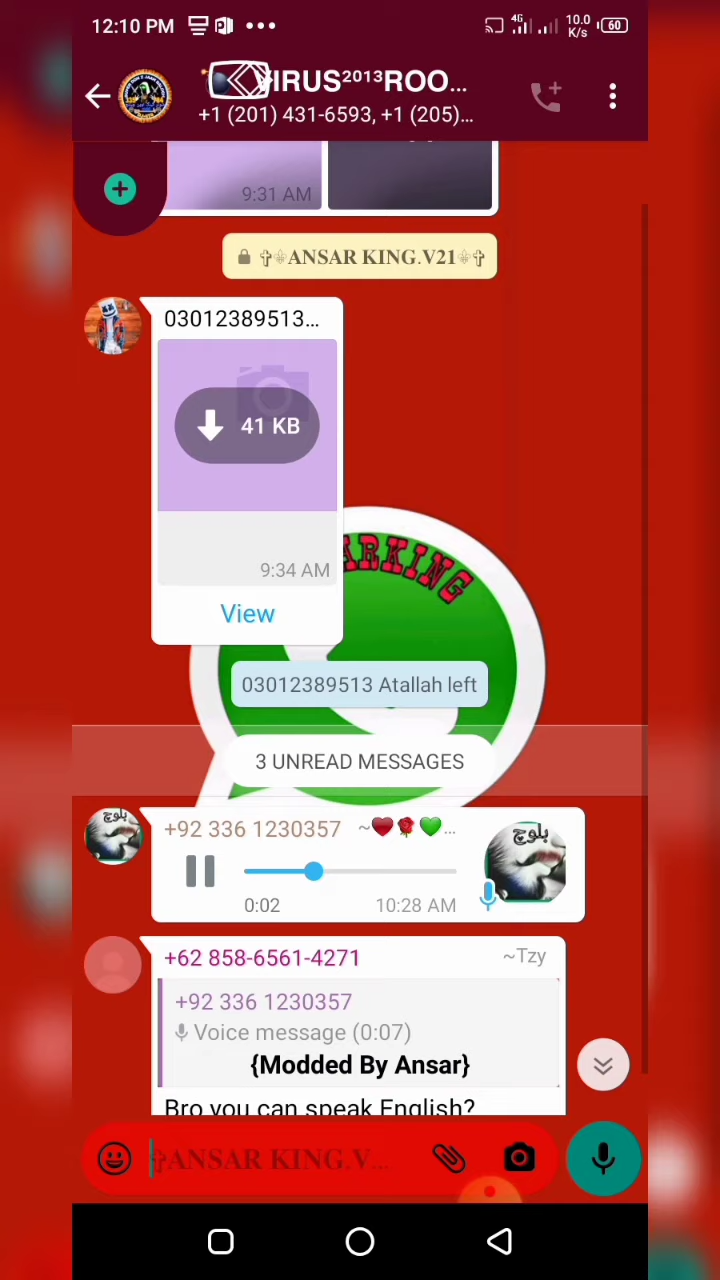 12:10 PM
4G
10.0
K/s
60
VIRUS²⁰¹³ROO...
+1 (201) 431-6593, +1 (205)...
9:31 AM
✞⚜ANSAR KING.V21⚜✞
03012389513...
41 KB
9:34 AM
View
ARKING
03012389513 Atallah left
3 UNREAD MESSAGES
بلوچ
+92 336 1230357 ~❤️🌹💚...
بلوچ
0:02
10:28 AM
+62 858-6561-4271
~Tzy
+92 336 1230357
Voice message (0:07)
{Modded By Ansar}
Bro you can speak English?
✞ANSAR KING.V...